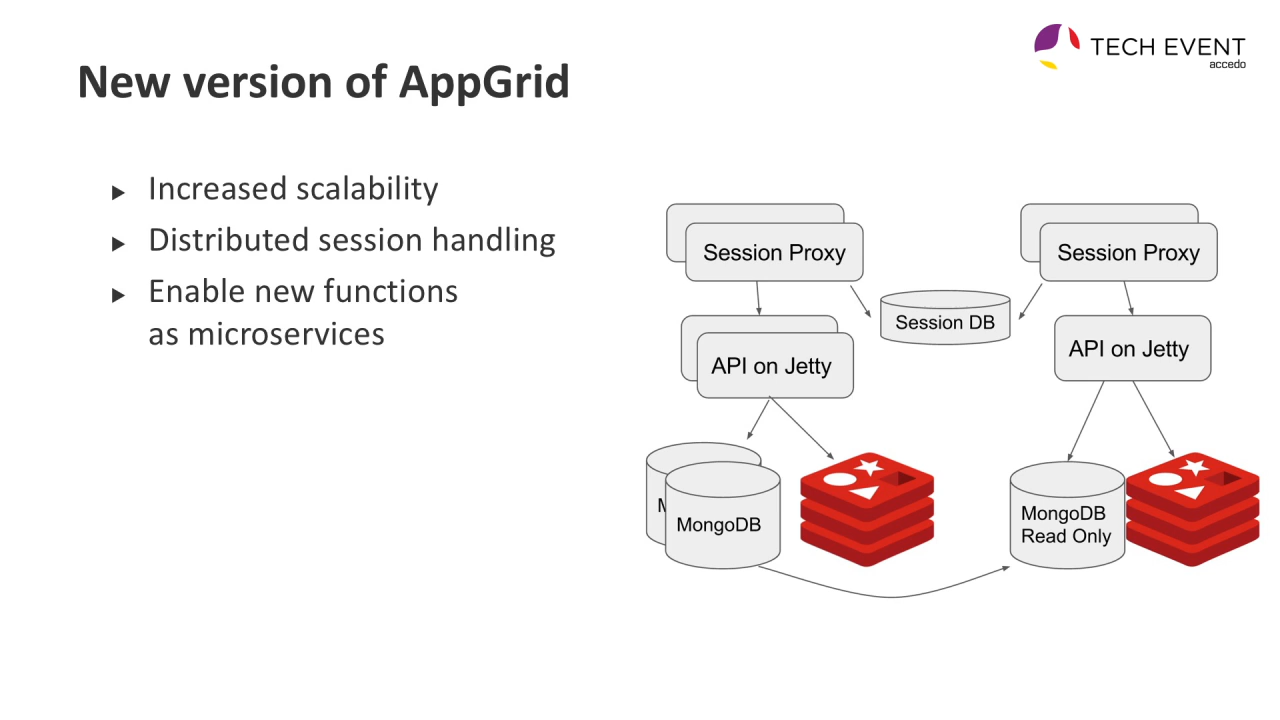 TECH EVENT
accedo
New version of AppGrid
Increased scalability
Distributed session handling
Enable new functions
as microservices
Session Proxy
Session Proxy
Session DB
API on Jetty
API on Jetty
M
MongoDB
MongoDB
Read Only